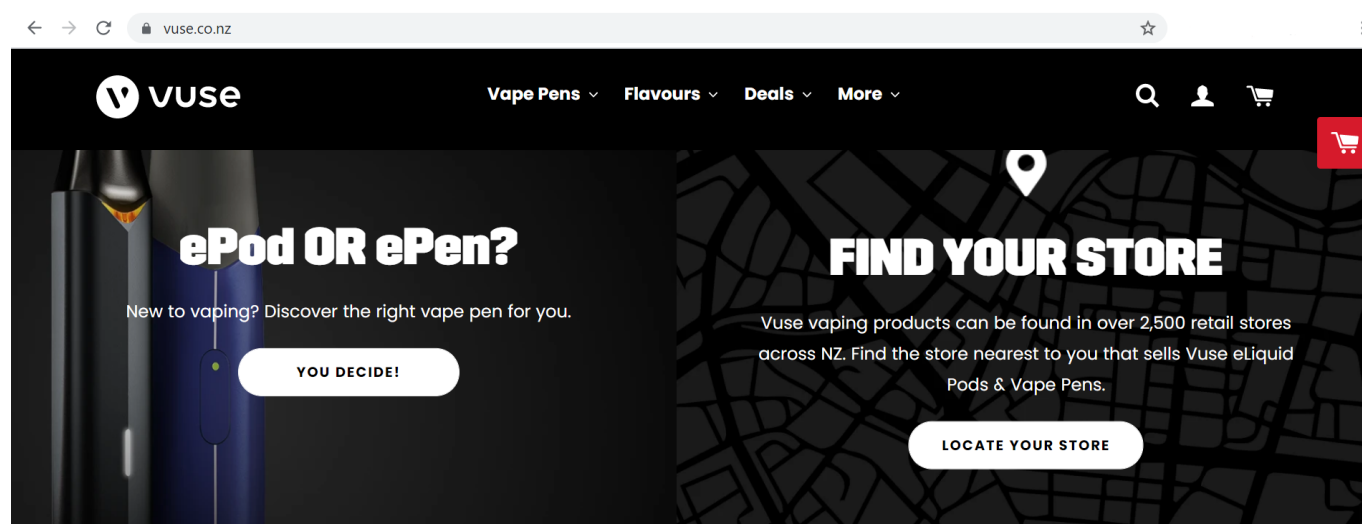 vuse.co.nz
vuse
Vape Pens
Flavours
Deals
More
ePod OR ePen?
New to vaping? Discover the right vape pen for you.
YOU DECIDE!
FIND YOUR STORE
Vuse vaping products can be found in over 2,500 retail stores
across NZ. Find the store nearest to you that sells Vuse eLiquid
Pods & Vape Pens.
LOCATE YOUR STORE